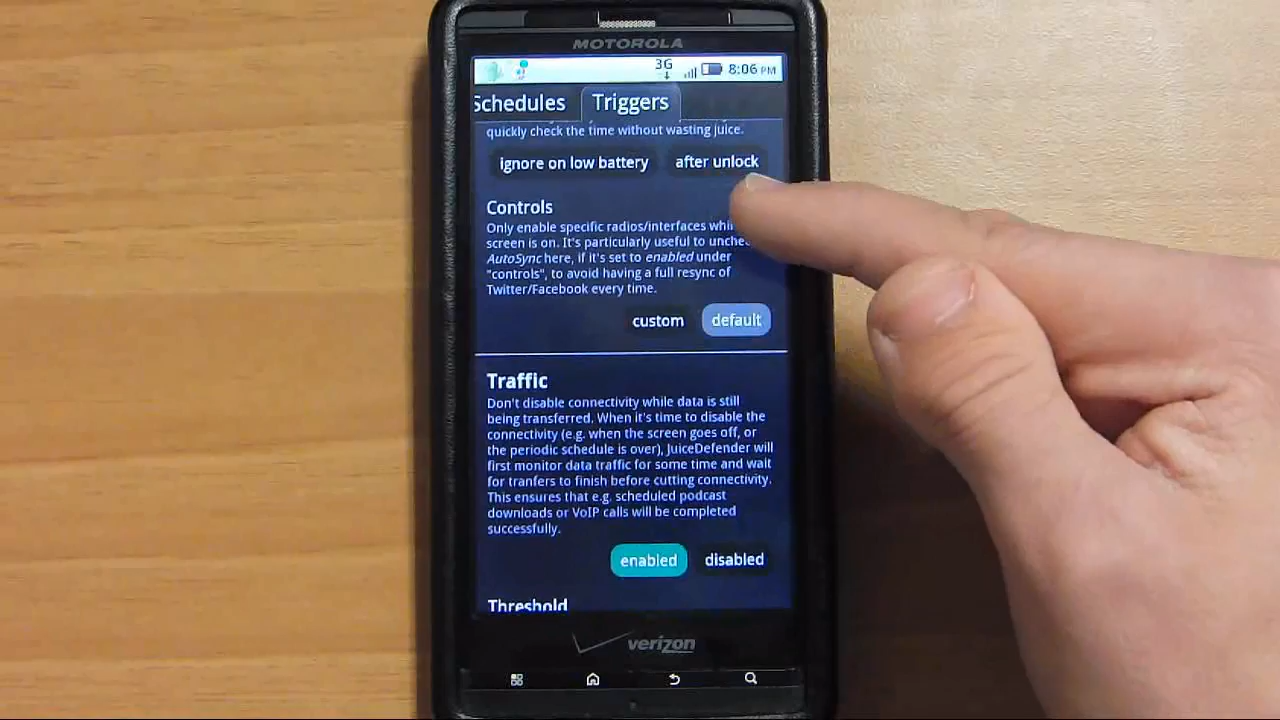 MOTOROLA
3G 8:06 PM
Schedules Triggers
quickly check the time without wasting juice.
ignore on low battery after unlock
Controls
Only enable specific radios/interfaces
screen is on. It's particularly useful to
AutoSync here, if it's set to enabled under
"controls", to avoid having a full resync of
Twitter/Facebook every time.
custom default
Traffic
Don't disable connectivity while data is still
being transferred. When it's time to disable the
connectivity (e.g. when the screen goes off, or
the periodic schedule is over), JuiceDefender will
first monitor data traffic for some time and wait
for tranfers to finish before cutting connectivity.
This ensures that e.g. scheduled podcast
downloads or VoIP calls will be completed
successfully.
enabled disabled
Threshold
verizon